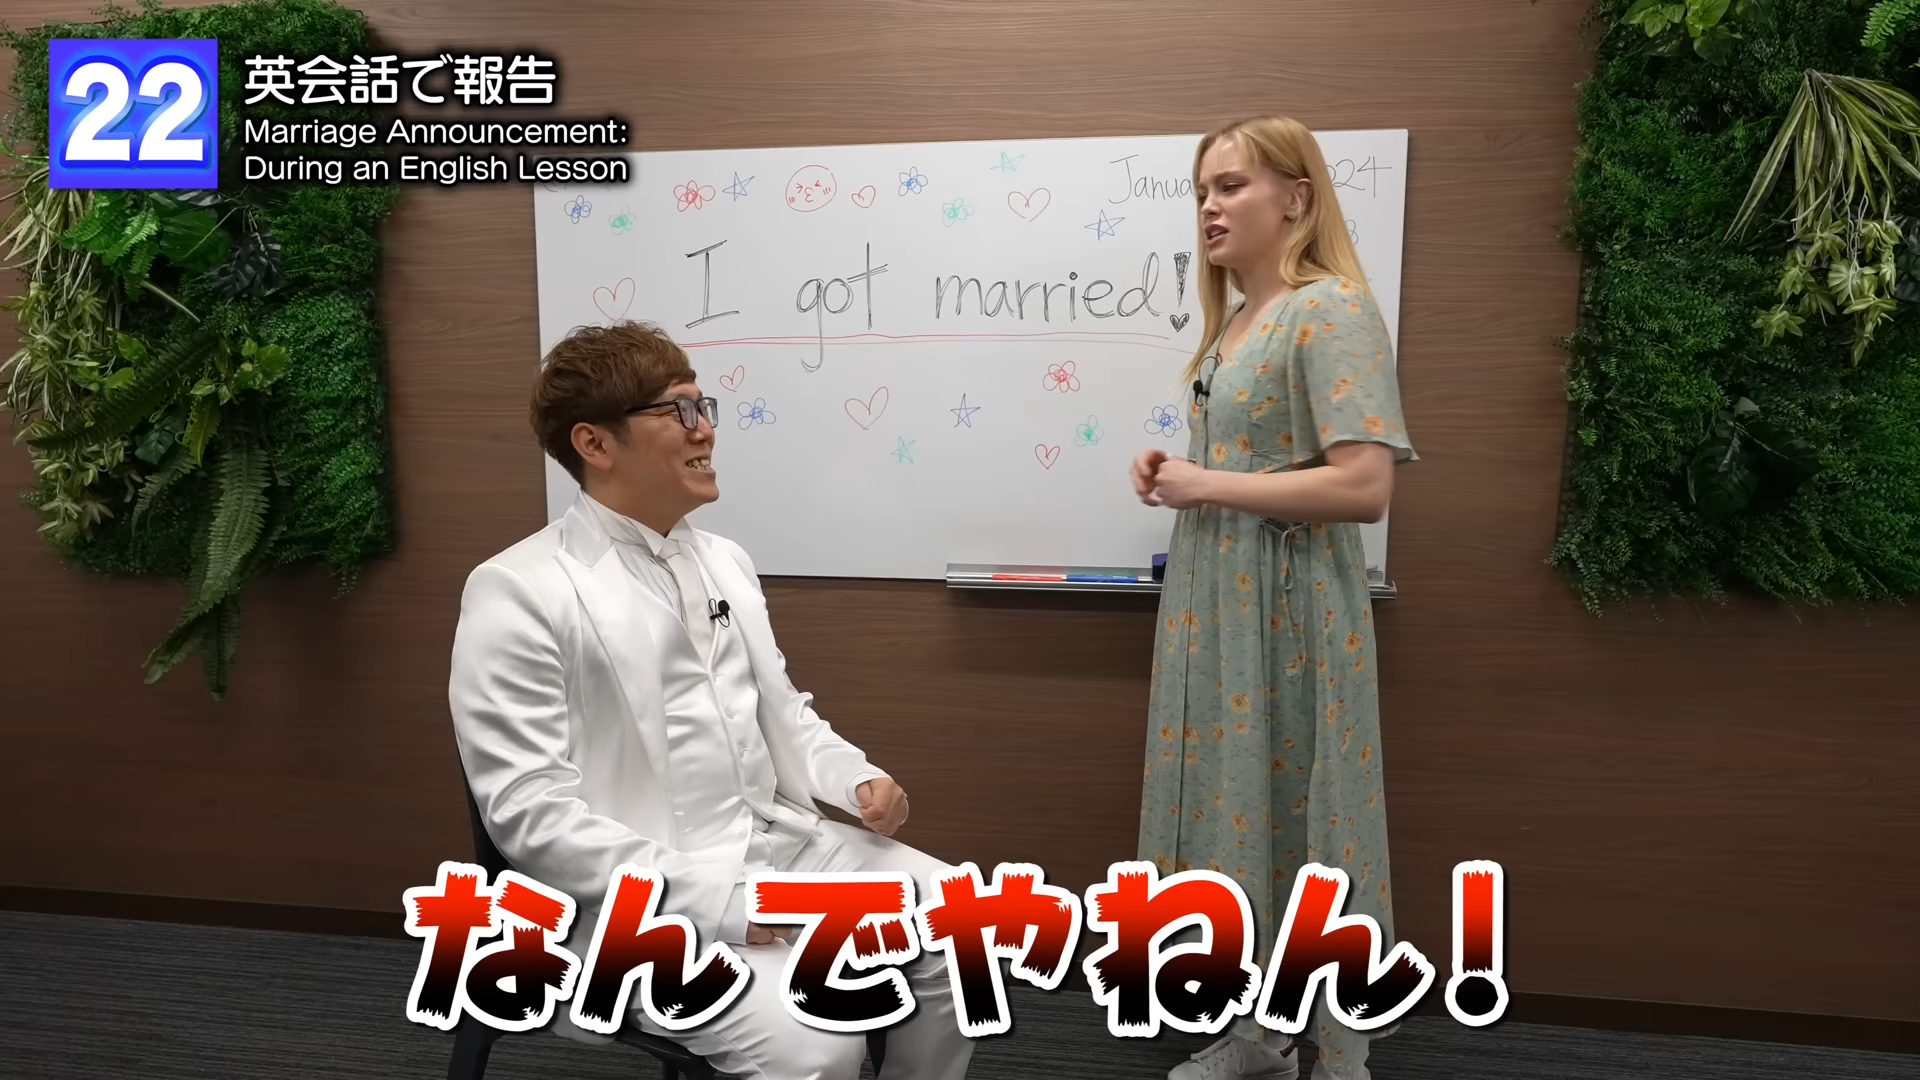 22
英会話で報告
Marriage Announcement:
During an English Lesson
I got married!
なんでやねん!